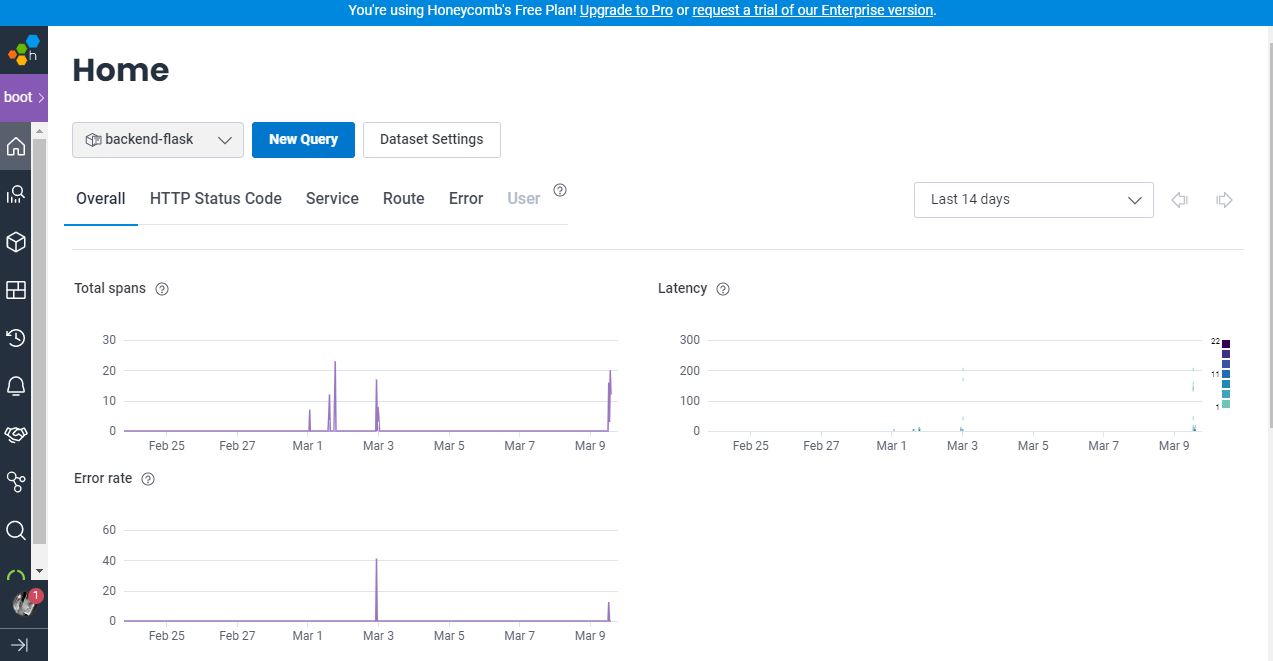 You're using Honeycomb's Free Plan! Upgrade to Pro or request a trial of our Enterprise version.
h
boot
Home
backend-flask
New Query
Dataset Settings
Overall HTTP Status Code Service Route Error User ?
Last 14 days
Total spans ?
30
20
10
0
Feb 25 Feb 27 Mar 1 Mar 3 Mar 5 Mar 7 Mar 9
Latency ?
300
200
100
0
Feb 25 Feb 27 Mar 1 Mar 3 Mar 5 Mar 7 Mar 9
22
11
1
Error rate ?
60
40
20
0
Feb 25 Feb 27 Mar 1 Mar 3 Mar 5 Mar 7 Mar 9
1